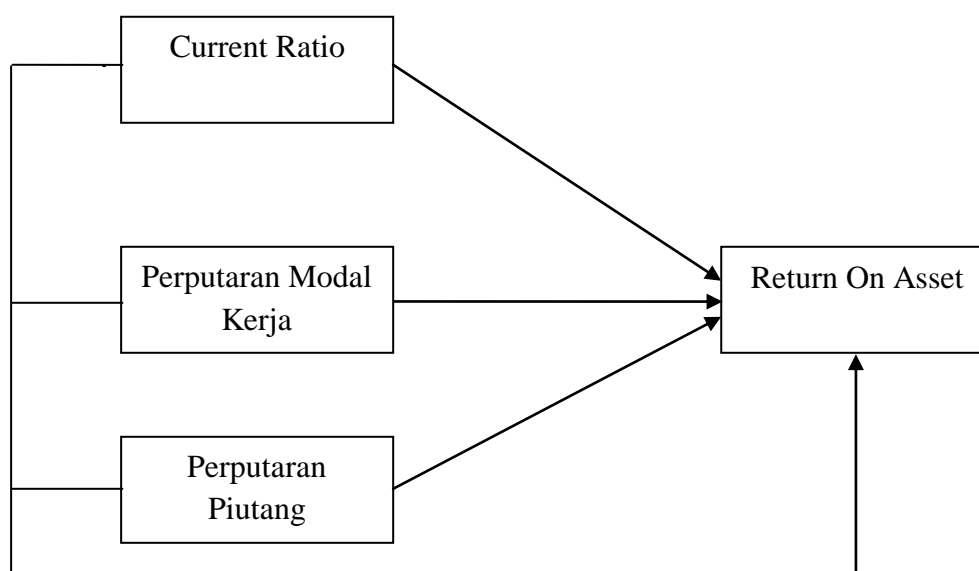 Current Ratio
Perputaran Modal
Kerja
Return On Asset
Perputaran
Piutang